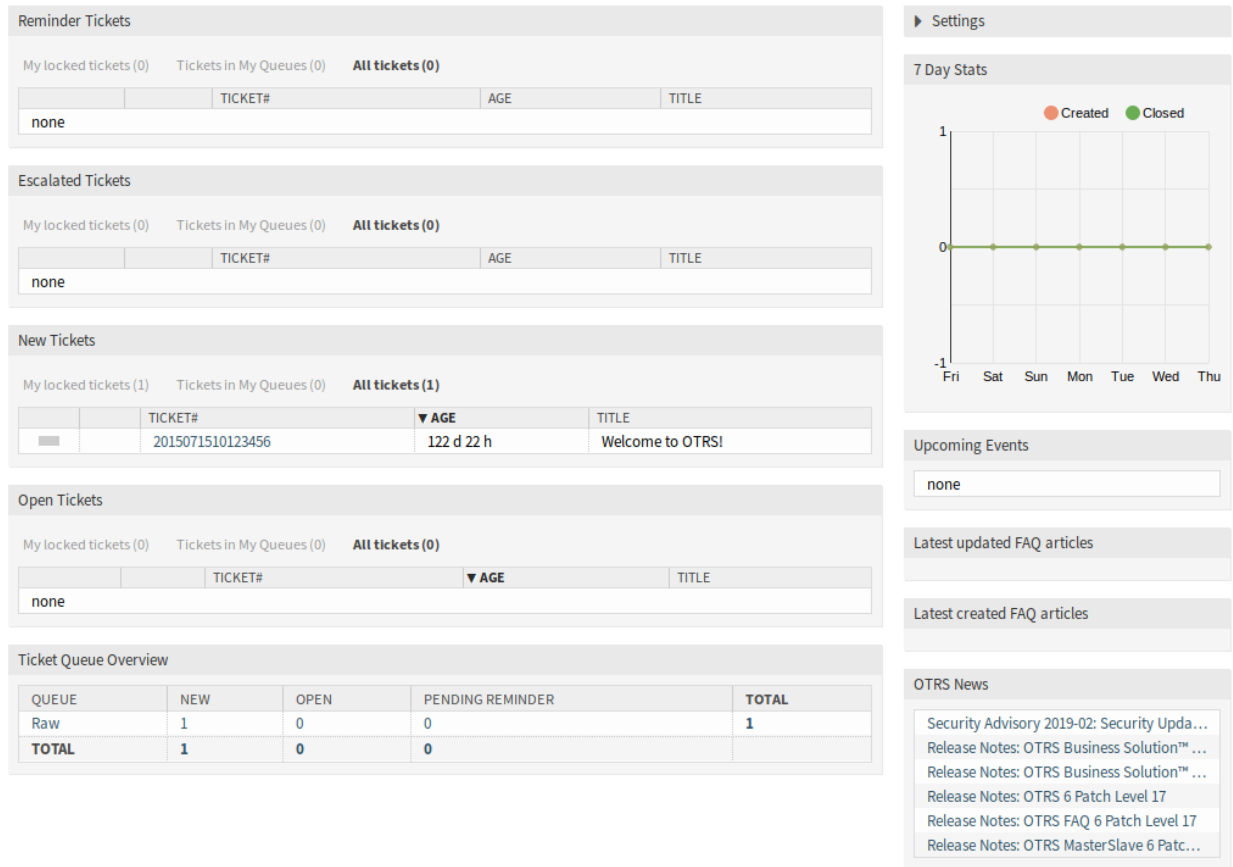 Reminder Tickets
My locked tickets (0) Tickets in My Queues (0) All tickets (0)
TICKET# AGE TITLE
none
Escalated Tickets
My locked tickets (0) Tickets in My Queues (0) All tickets (0)
TICKET# AGE TITLE
none
New Tickets
My locked tickets (1) Tickets in My Queues (0) All tickets (1)
TICKET# ▼ AGE TITLE
2015071510123456 122 d 22 h Welcome to OTRS!
Open Tickets
My locked tickets (0) Tickets in My Queues (0) All tickets (0)
TICKET# ▼ AGE TITLE
none
Ticket Queue Overview
QUEUE NEW OPEN PENDING REMINDER TOTAL
Raw 1 0 0 1
TOTAL 1 0 0
Settings
7 Day Stats
Created Closed
1
0
-1
Fri Sat Sun Mon Tue Wed Thu
Upcoming Events
none
Latest updated FAQ articles
Latest created FAQ articles
OTRS News
Security Advisory 2019-02: Security Upda...
Release Notes: OTRS Business Solution™ ...
Release Notes: OTRS Business Solution™ ...
Release Notes: OTRS 6 Patch Level 17
Release Notes: OTRS FAQ 6 Patch Level 17
Release Notes: OTRS MasterSlave 6 Patc...